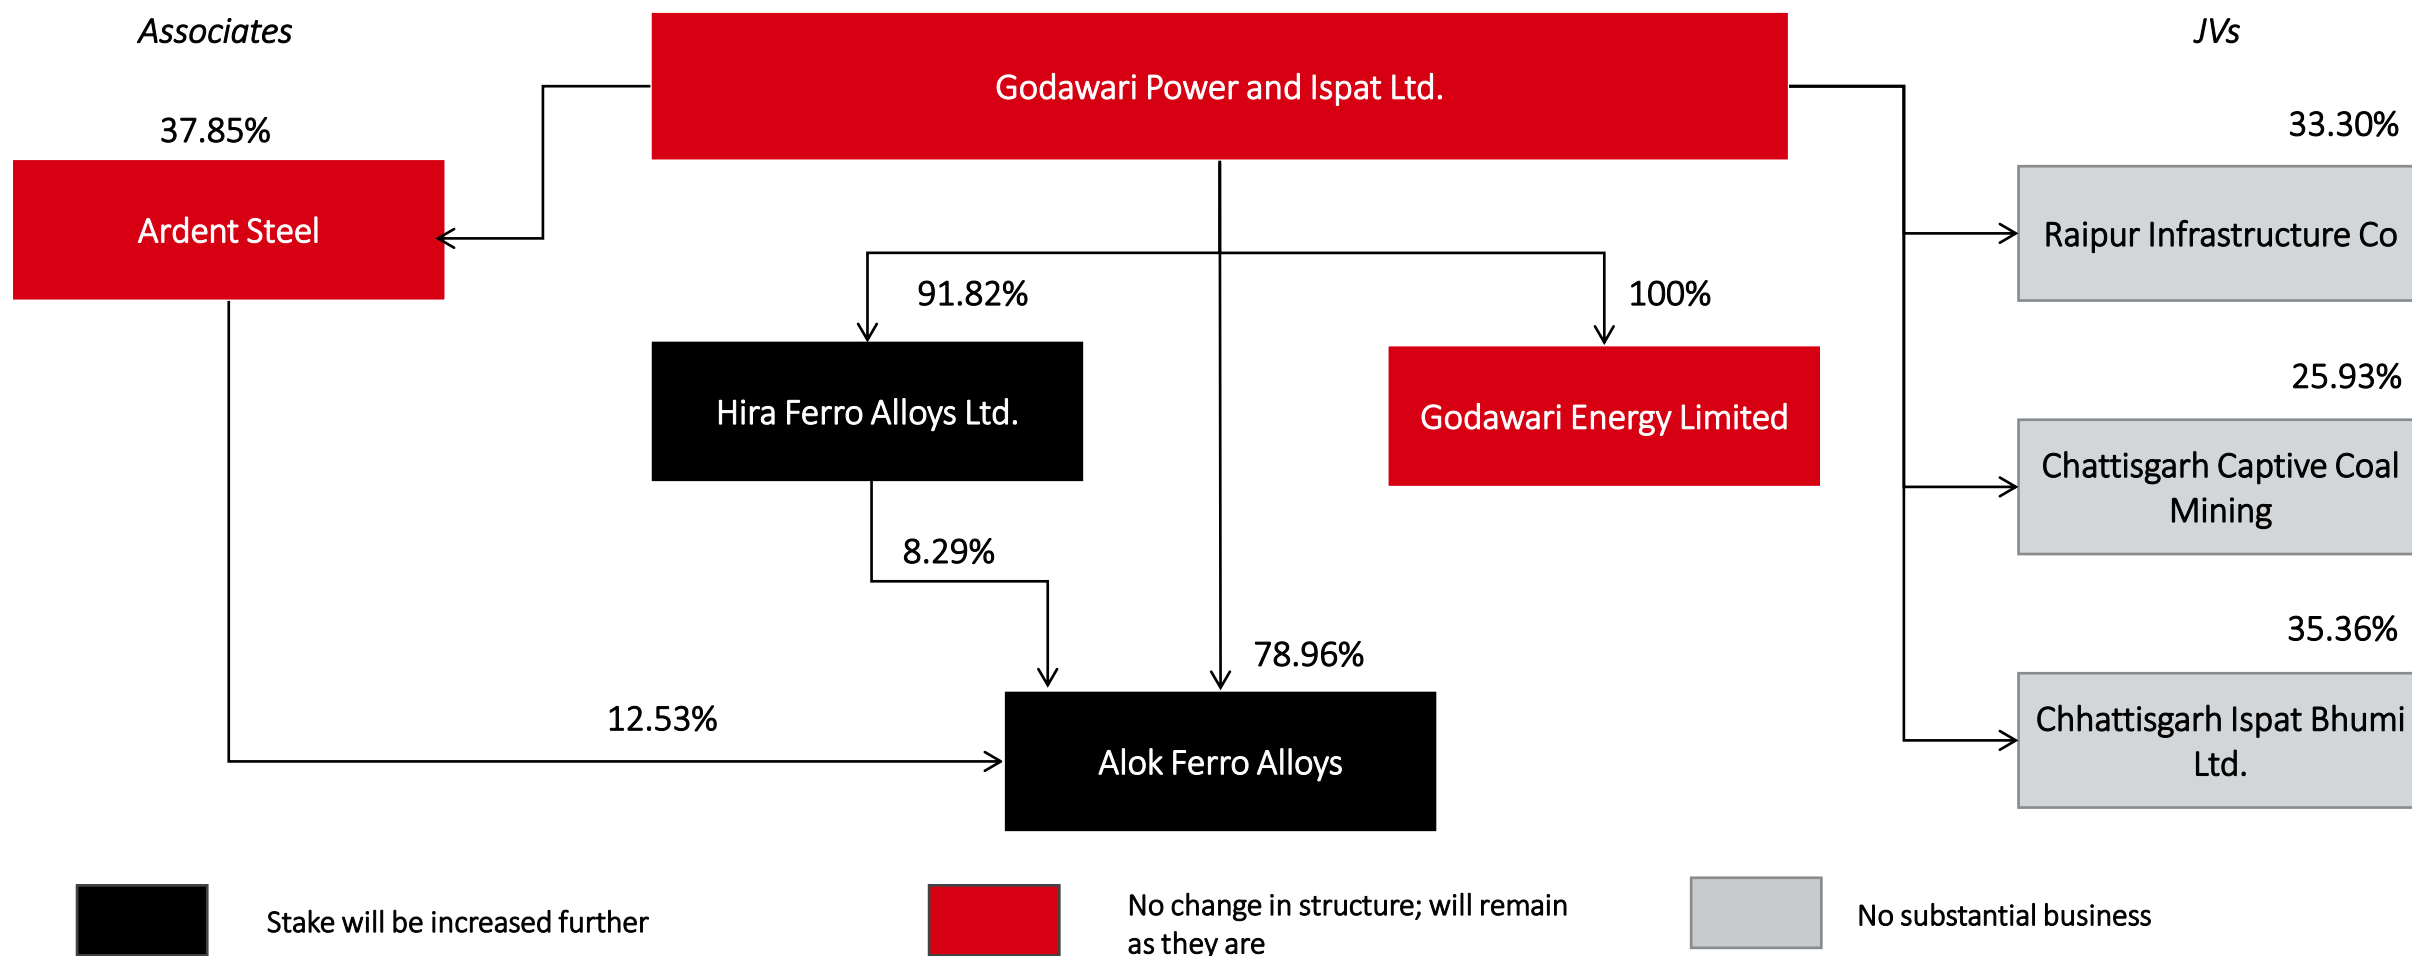 Associates
Godawari Power and Ispat Ltd.
JVs
37.85%
33.30%
Ardent Steel
Raipur Infrastructure Co
91.82%
100%
25.93%
Hira Ferro Alloys Ltd.
Godawari Energy Limited
Chattisgarh Captive Coal
Mining
8.29%
78.96%
35.36%
12.53%
Alok Ferro Alloys
Chhattisgarh Ispat Bhumi
Ltd.
Stake will be increased further
No change in structure; will remain
as they are
No substantial business